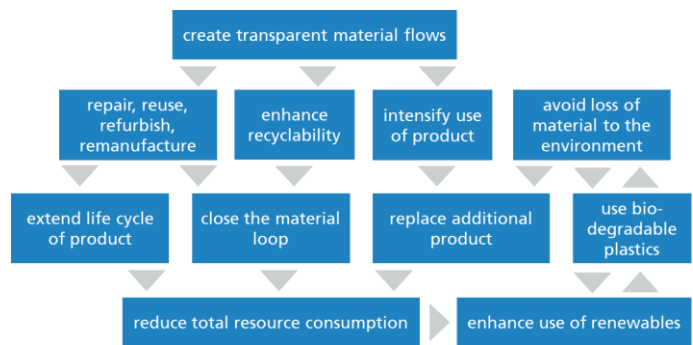 create transparent material flows
repair, reuse,
refurbish,
remanufacture
enhance
recyclability
intensify use
of product
avoid loss of
material to the
environment
extend life cycle
of product
close the material
loop
replace additional
product
use bio-
degradable
plastics
reduce total resource consumption
enhance use of renewables